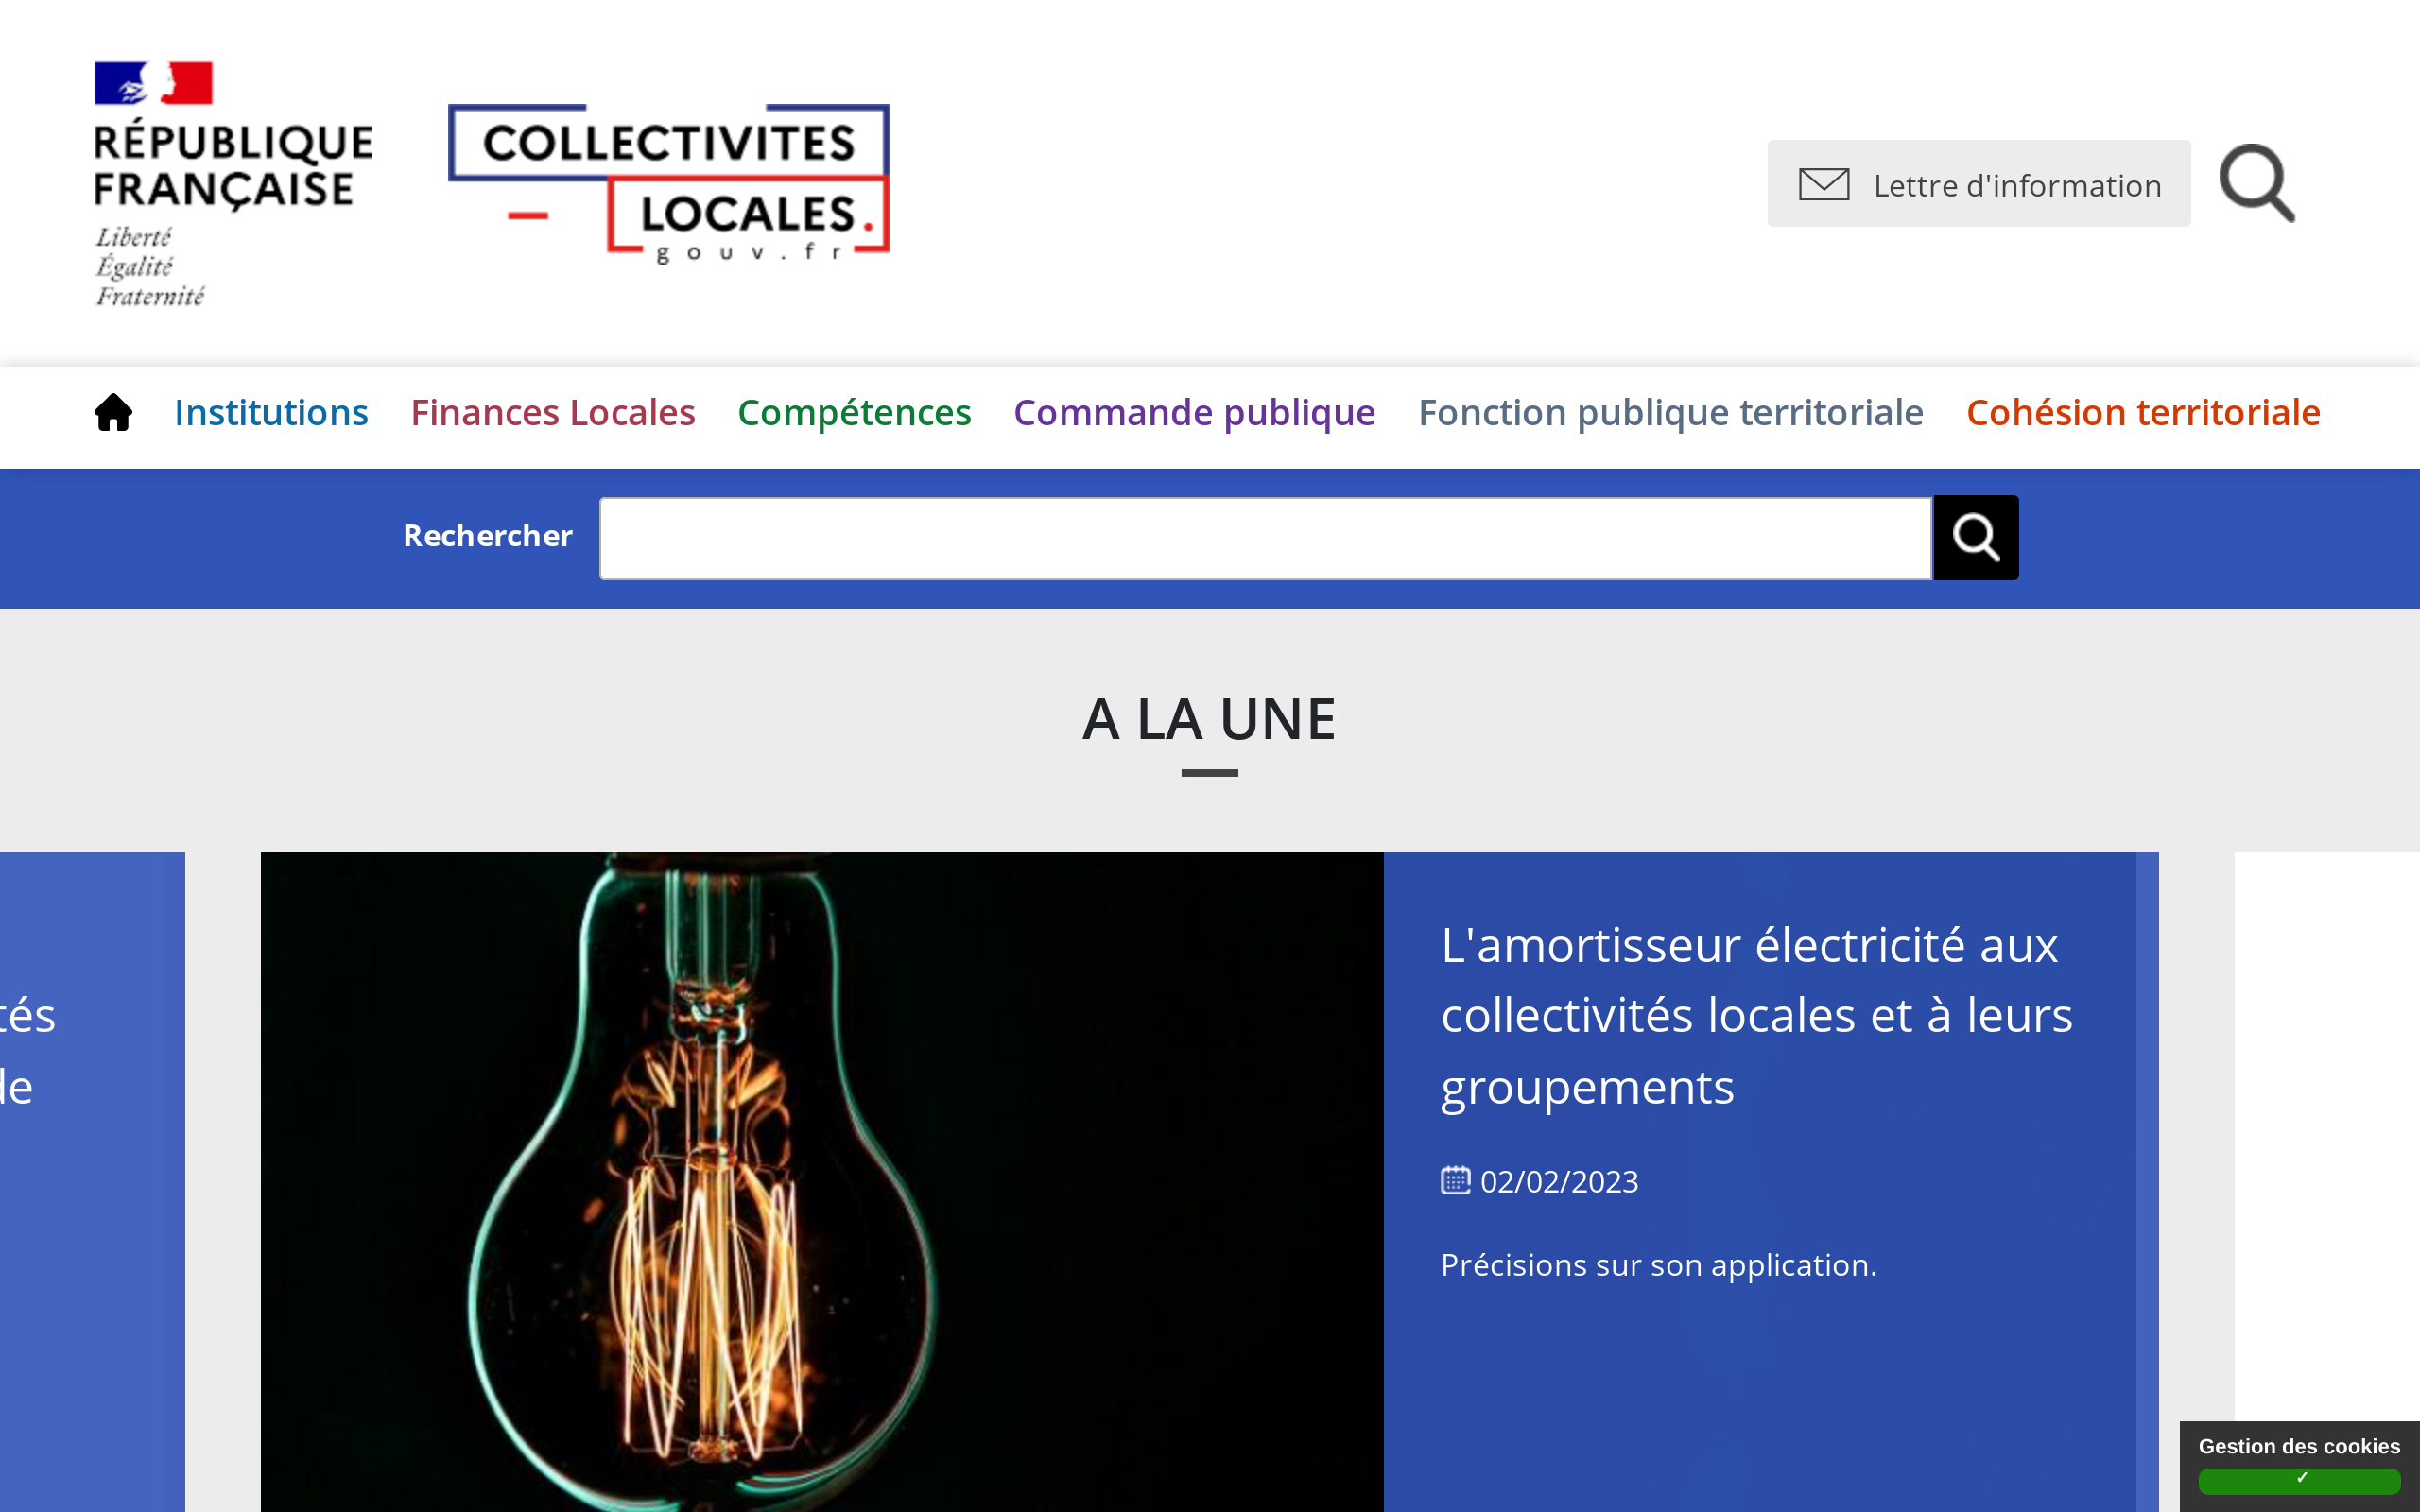 RÉPUBLIQUE
FRANÇAISE
Liberté
Égalité
Fraternité
COLLECTIVITES
LOCALES.
gouv.fr
Lettre d'information
Institutions Finances Locales Compétences Commande publique Fonction publique territoriale Cohésion territoriale
Rechercher
A LA UNE
de
L'amortisseur électricité aux
collectivités locales et à leurs
groupements
02/02/2023
Précisions sur son application.
Gestion des cookies
✓